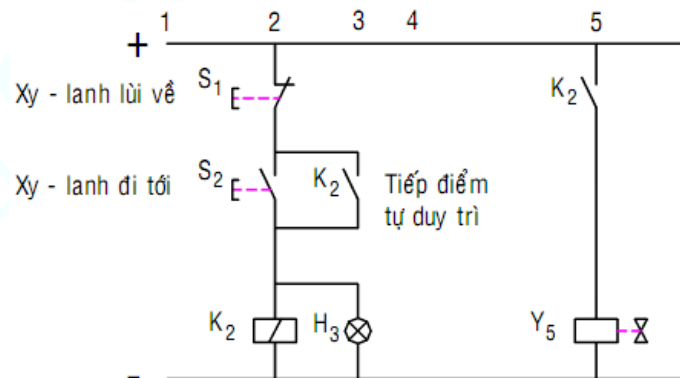 1 2 3 4 5
+
Xy - lanh lùi về S1
K2
Xy - lanh đi tới S2 K2 Tiếp điểm
tự duy trì
K2 H3 Y5
-